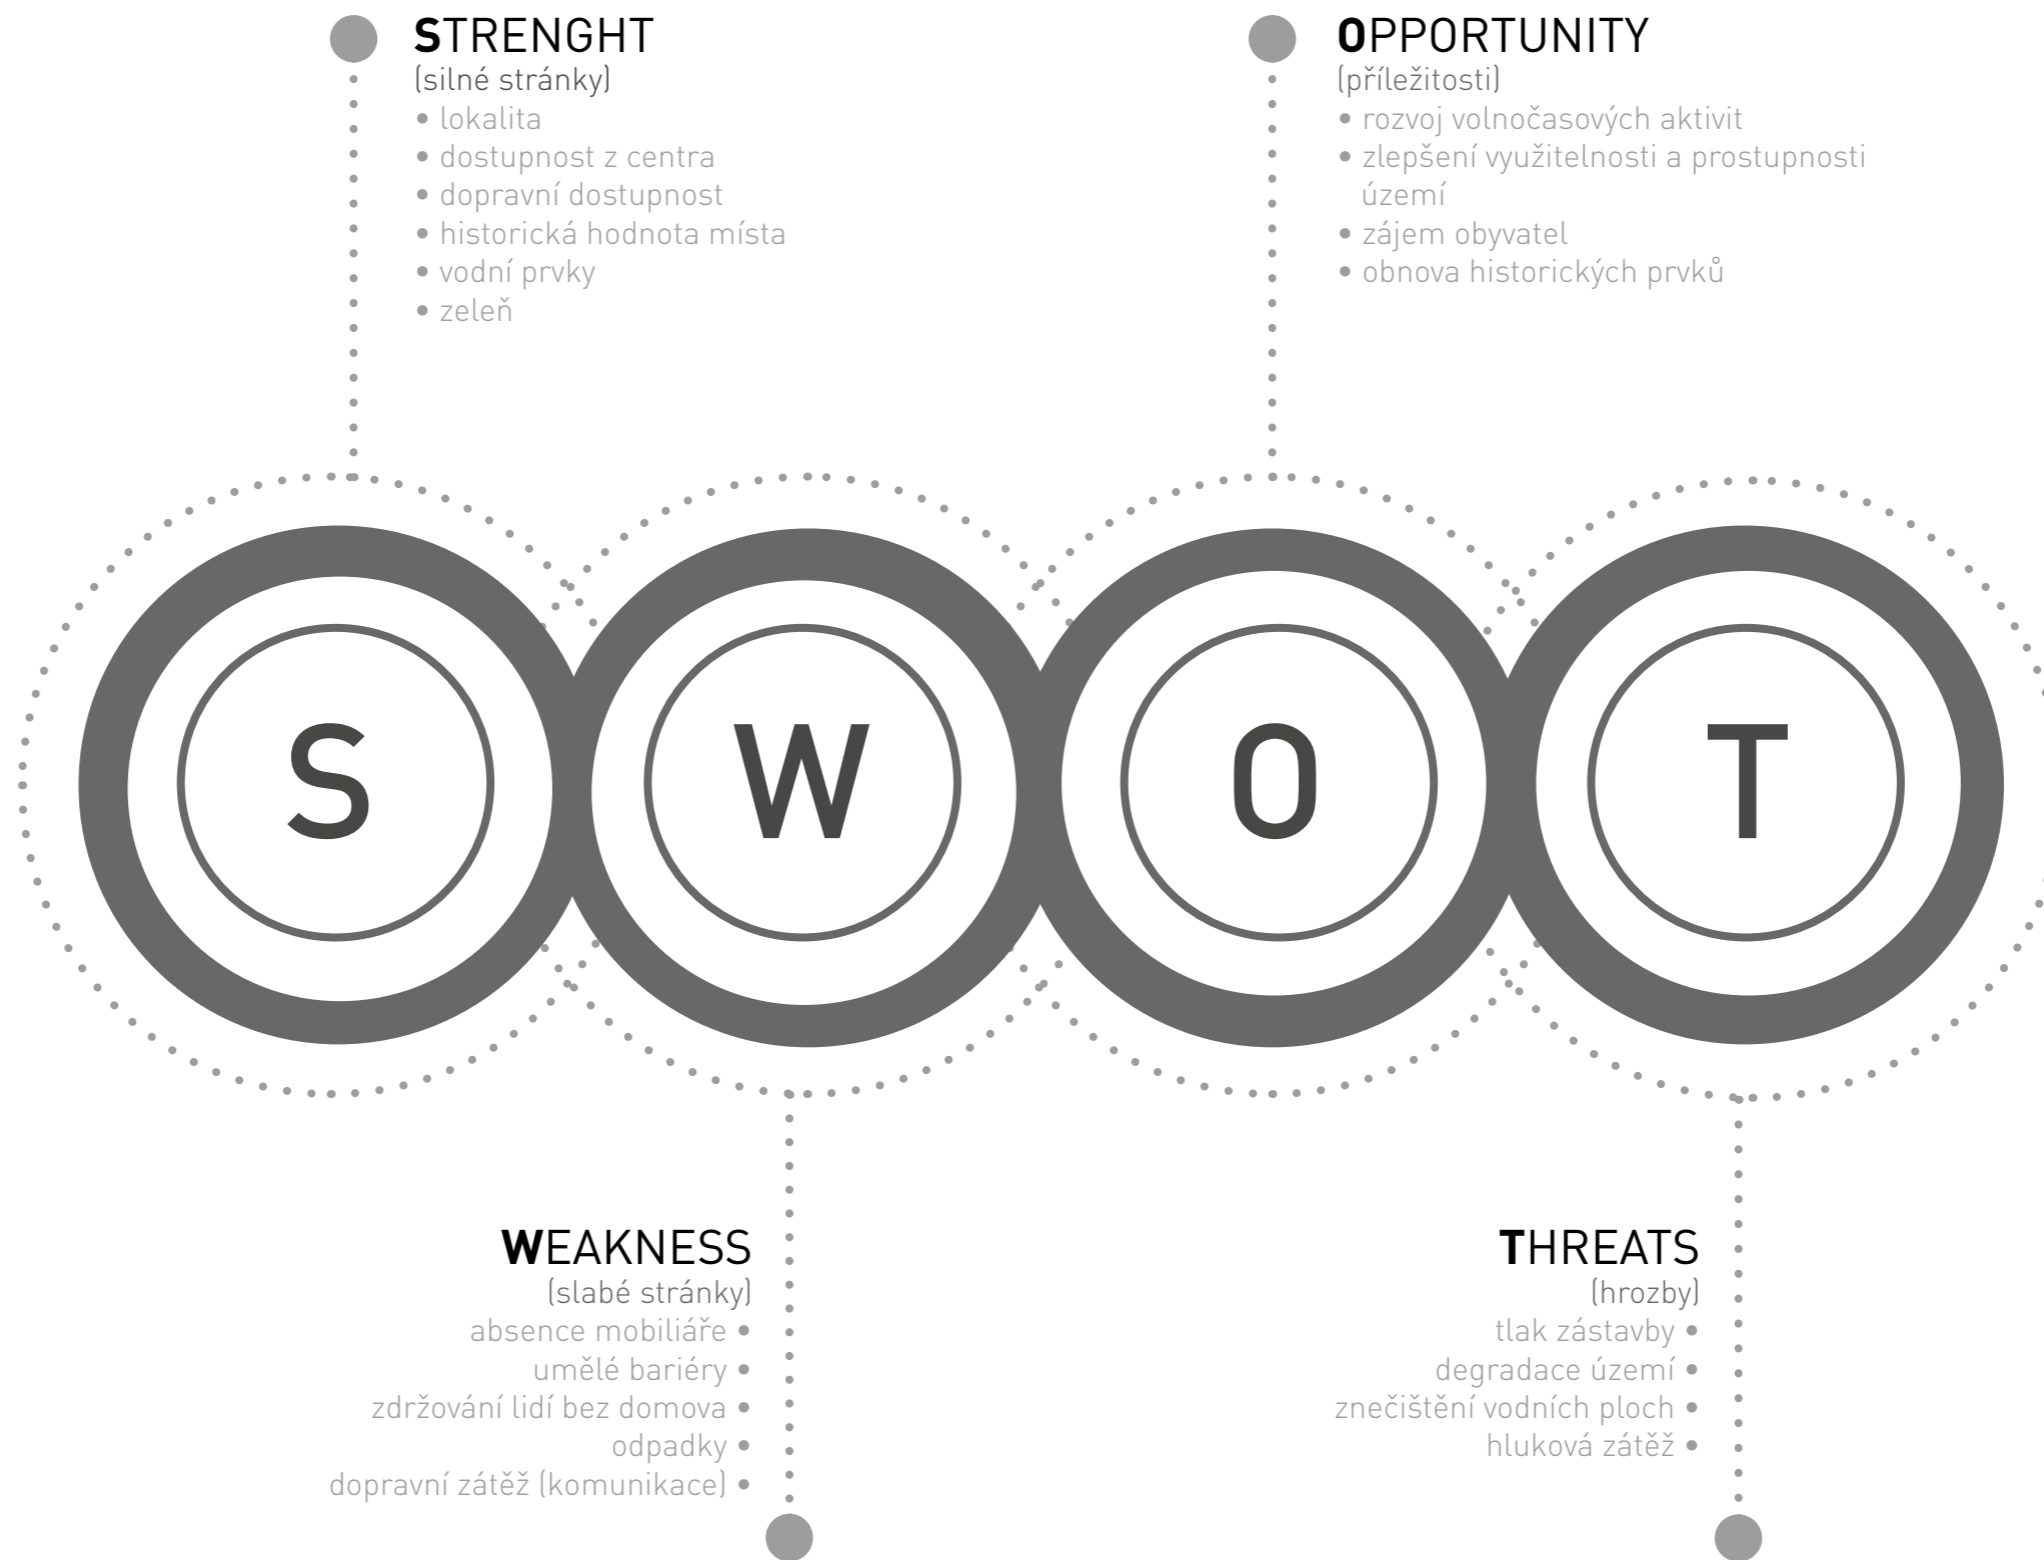 STRENGHT
(silné stránky)
• lokalita
• dostupnost z centra
• dopravní dostupnost
• historická hodnota místa
• vodní prvky
• zeleň
OPPORTUNITY
(příležitosti)
• rozvoj volnočasových aktivit
• zlepšení využitelnosti a prostupnosti
území
• zájem obyvatel
• obnova historických prvků
S
W
O
T
WEAKNESS
(slabé stránky)
absence mobiliáře •
umělé bariéry •
zdržování lidí bez domova •
odpadky •
dopravní zátěž (komunikace) •
THREATS
(hrozby)
tlak zástavby •
degradace území •
znečištění vodních ploch •
hluková zátěž •